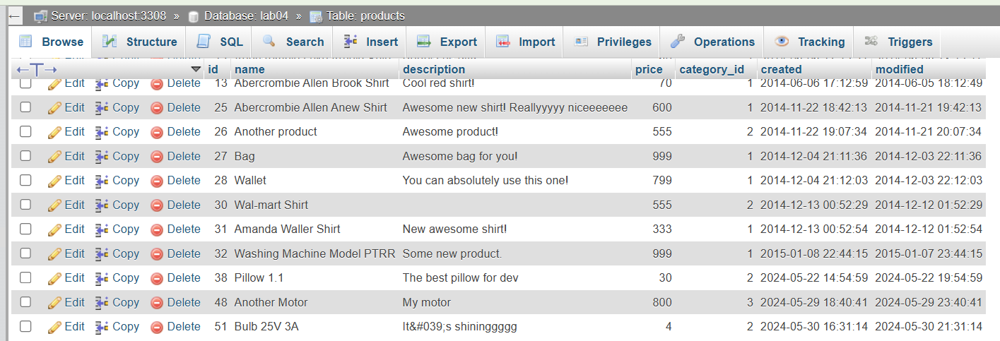 ← Server: localhost:3308 » Database: lab04 » Table: products
Browse Structure SQL Search Insert Export Import Privileges Operations Tracking Triggers
←T→ id name description price category_id created modified
Edit Copy Delete 13 Abercrombie Allen Brook Shirt Cool red shirt! 70 1 2014-06-06 17:12:59 2014-06-05 18:12:49
Edit Copy Delete 25 Abercrombie Allen Anew Shirt Awesome new shirt! Reallyyyyy niceeeeeee 600 1 2014-11-22 18:42:13 2014-11-21 19:42:13
Edit Copy Delete 26 Another product Awesome product! 555 2 2014-11-22 19:07:34 2014-11-21 20:07:34
Edit Copy Delete 27 Bag Awesome bag for you! 999 1 2014-12-04 21:11:36 2014-12-03 22:11:36
Edit Copy Delete 28 Wallet You can absolutely use this one! 799 1 2014-12-04 21:12:03 2014-12-03 22:12:03
Edit Copy Delete 30 Wal-mart Shirt 555 2 2014-12-13 00:52:29 2014-12-12 01:52:29
Edit Copy Delete 31 Amanda Waller Shirt New awesome shirt! 333 1 2014-12-13 00:52:54 2014-12-12 01:52:54
Edit Copy Delete 32 Washing Machine Model PTRR Some new product. 999 1 2015-01-08 22:44:15 2015-01-07 23:44:15
Edit Copy Delete 38 Pillow 1.1 The best pillow for dev 30 2 2024-05-22 14:54:59 2024-05-22 19:54:59
Edit Copy Delete 48 Another Motor My motor 800 3 2024-05-29 18:40:41 2024-05-29 23:40:41
Edit Copy Delete 51 Bulb 25V 3A It&#039;s shininggggg 4 2 2024-05-30 16:31:14 2024-05-30 21:31:14